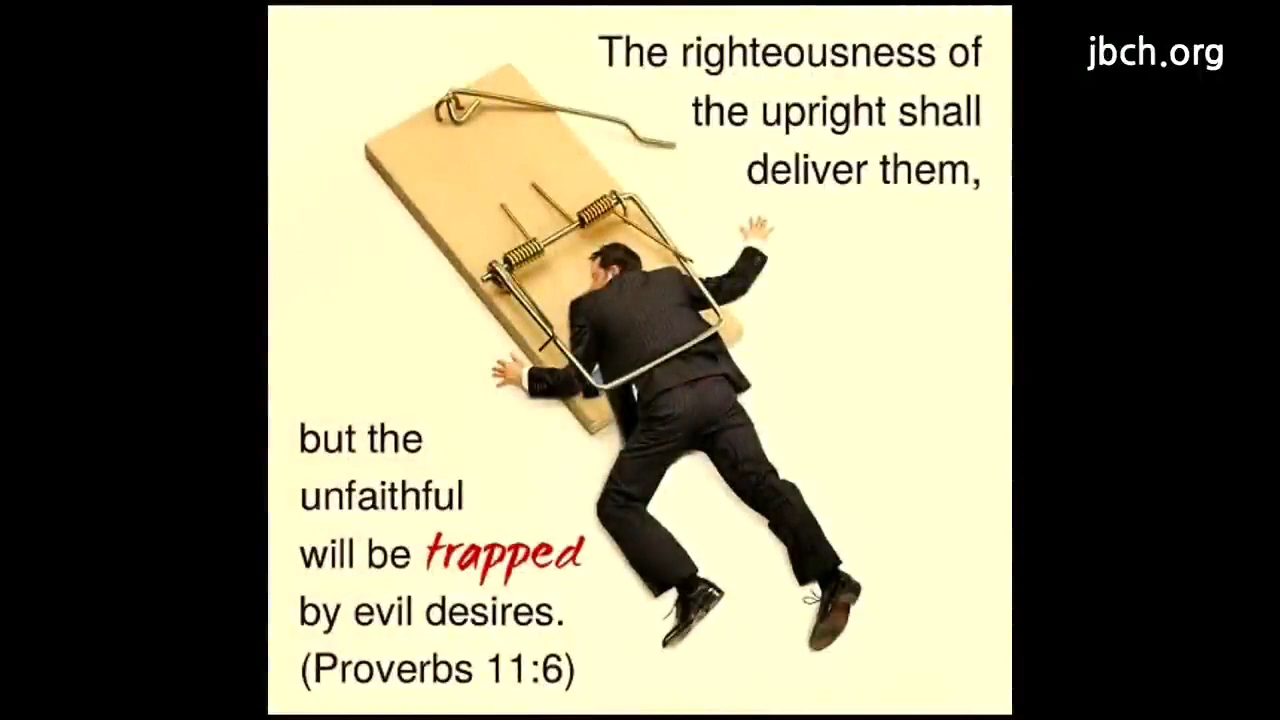 jbch.org
The righteousness of
the upright shall
deliver them,
but the
unfaithful
will be trapped
by evil desires.
(Proverbs 11:6)